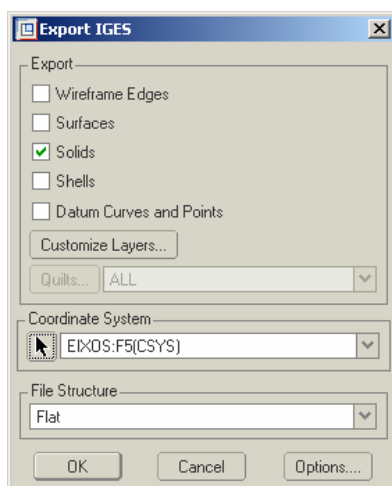 Export IGES
Export
Wireframe Edges
Surfaces
Solids
Shells
Datum Curves and Points
Customize Layers...
Quilts... ALL
Coordinate System
EIXOS:F5(CSYS)
File Structure
Flat
OK Cancel Options....